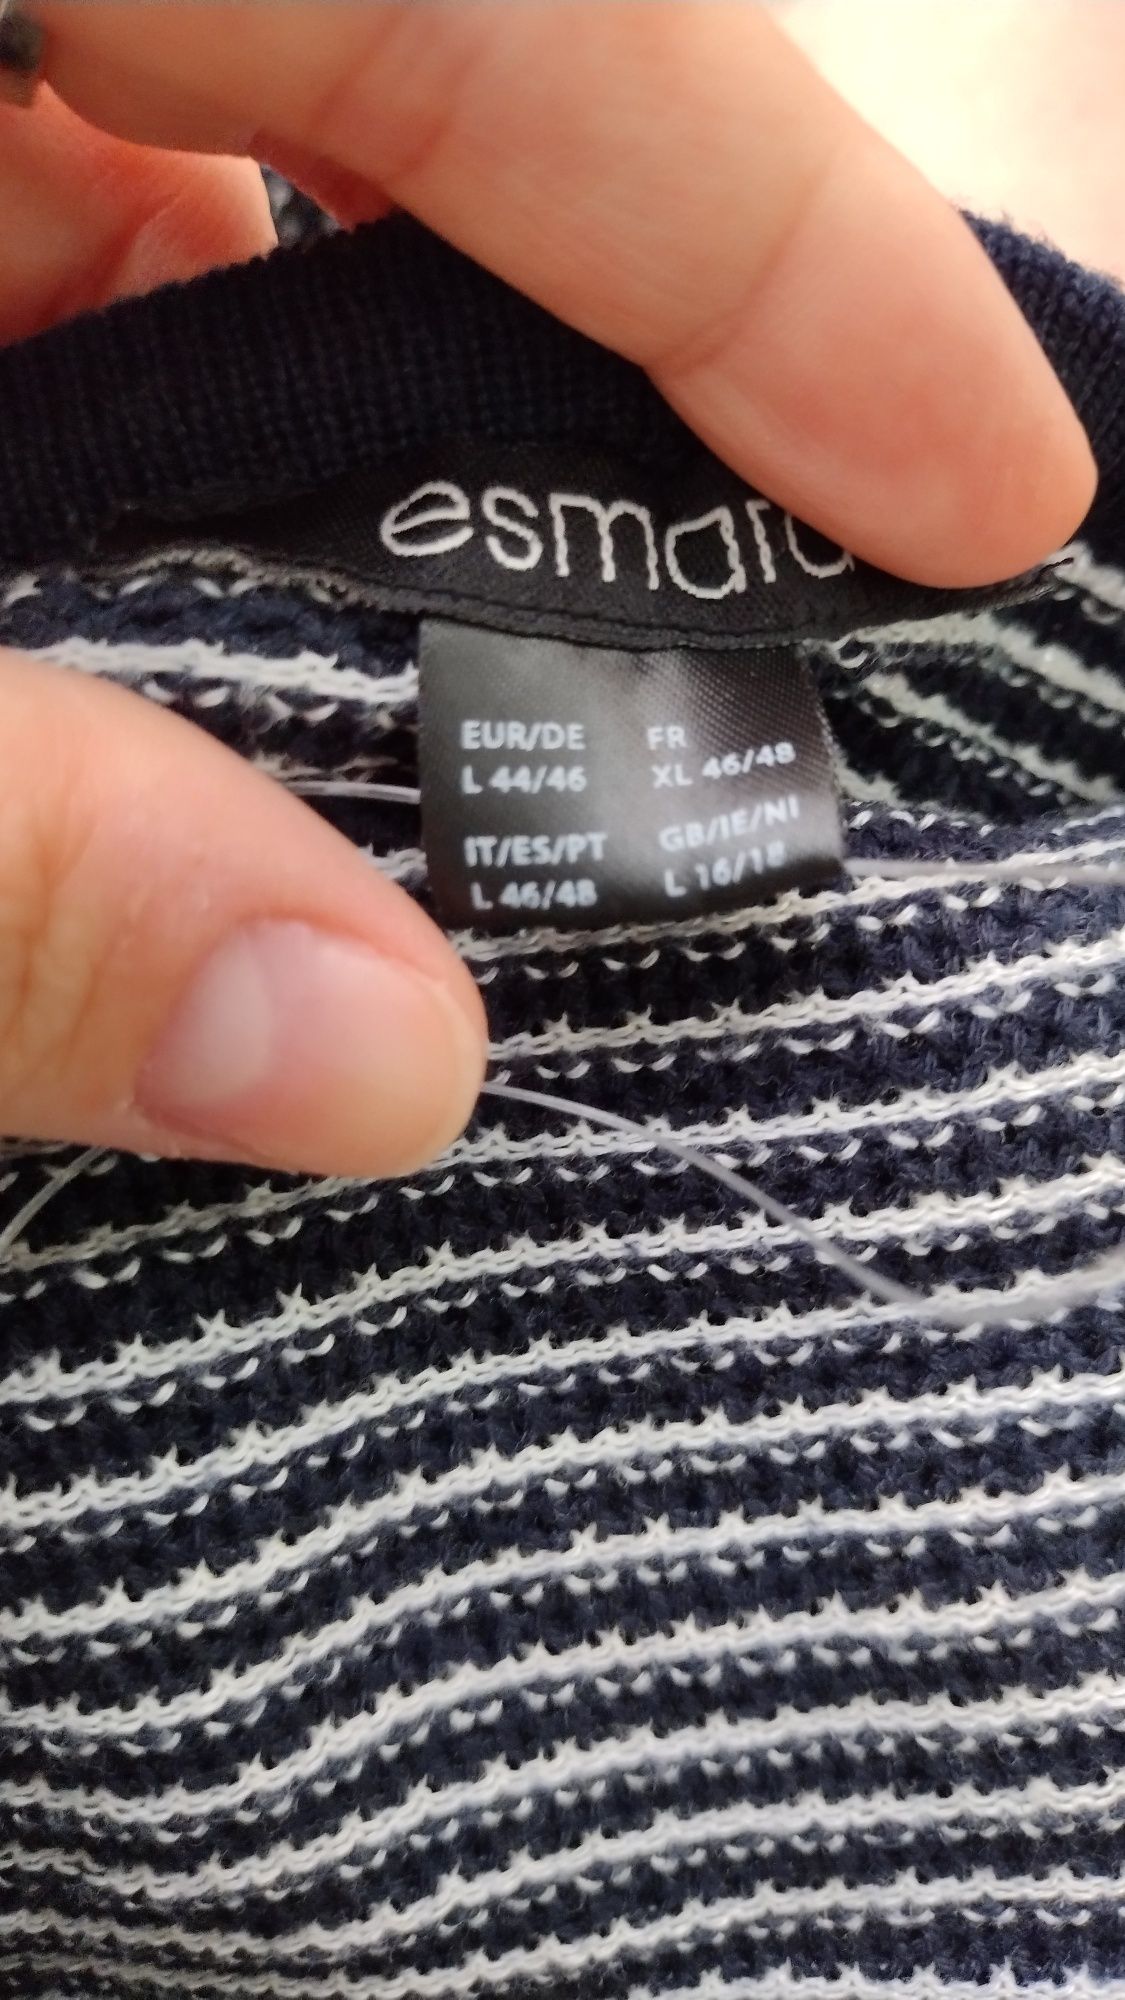 esmara
EUR/DE
L 44/46
FR
XL 46/48
IT/ES/PT
L 46/48
GB/IE/NI
L 16/18